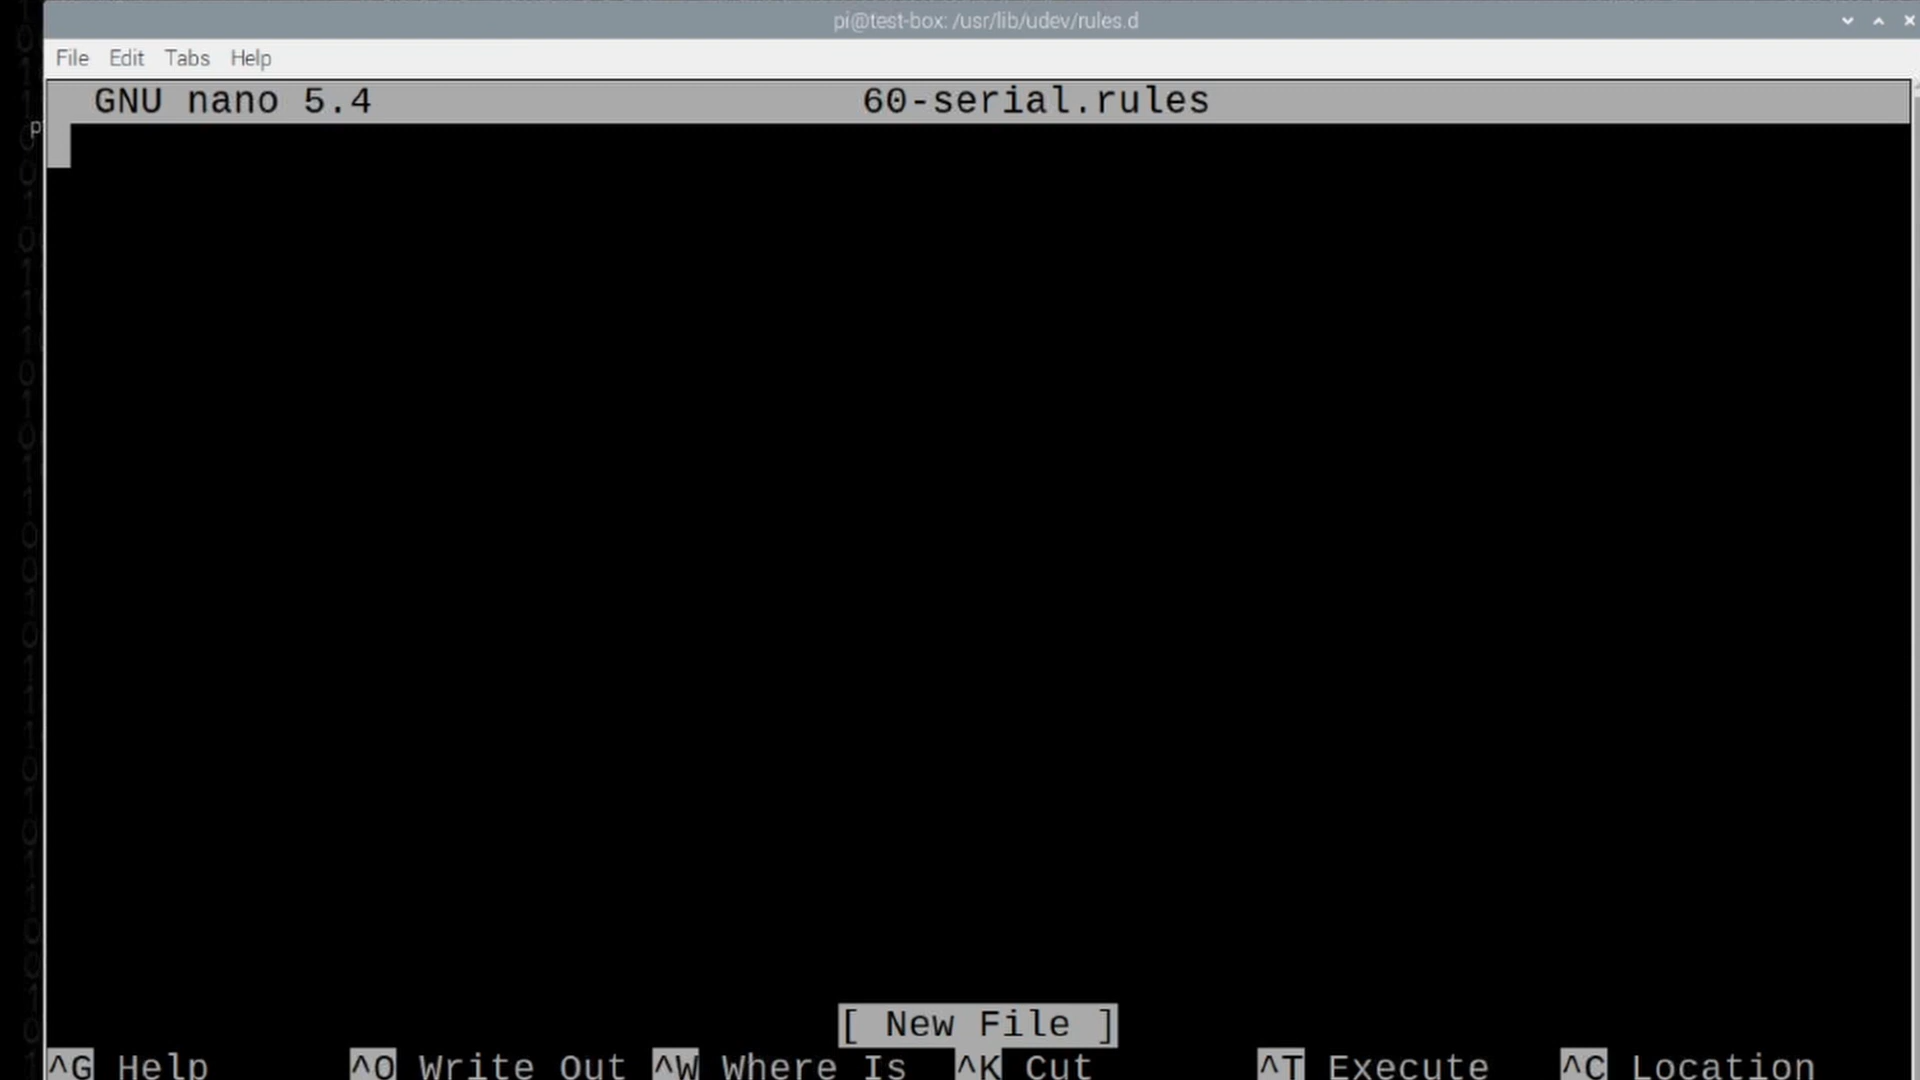 pi@test-box: /usr/lib/udev/rules.d
File Edit Tabs Help
GNU nano 5.4 60-serial.rules
[ New File ]
^G Help ^O Write Out ^W Where Is ^K Cut ^T Execute ^C Location